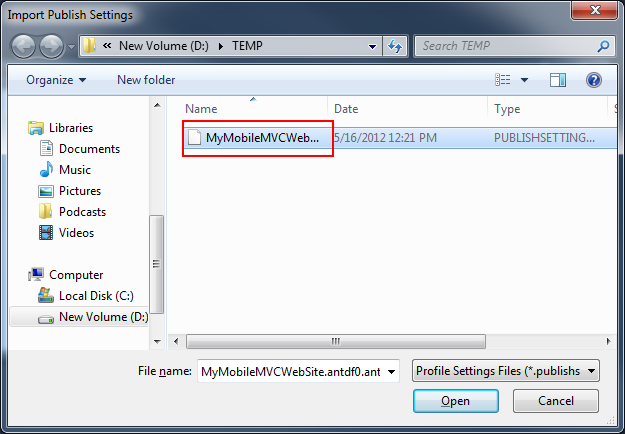 Import Publish Settings
« New Volume (D:) ▸ TEMP
Search TEMP
Organize
New folder
Name
Date
Type
S
Libraries
Documents
Music
Pictures
Podcasts
Videos
Computer
Local Disk (C:)
New Volume (D:)
MyMobileMVCWeb... 5/16/2012 12:21 PM PUBLISHSETTING...
File name: MyMobileMVCWebSite.antdf0.ant
Profile Settings Files (*.publishs
Open
Cancel